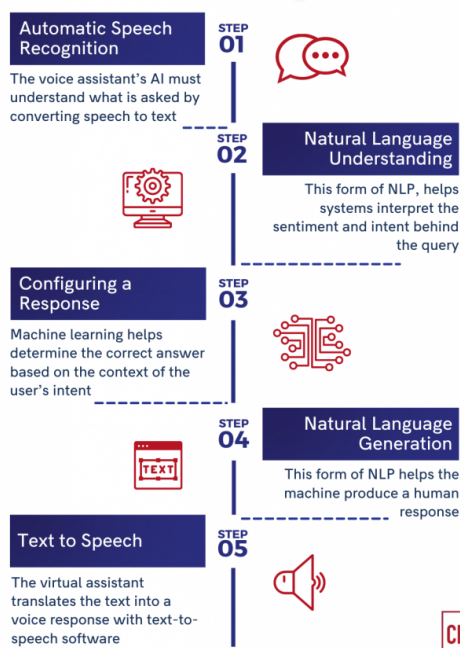 Automatic Speech
Recognition
STEP
01
The voice assistant's AI must
understand what is asked by
converting speech to text
STEP
02
Natural Language
Understanding
This form of NLP, helps
systems interpret the
sentiment and intent behind
the query
Configuring a
Response
STEP
03
Machine learning helps
determine the correct answer
based on the context of the
user's intent
STEP
04
Natural Language
Generation
TEXT
This form of NLP helps the
machine produce a human
response
Text to Speech
STEP
05
The virtual assistant
translates the text into a
voice response with text-to-
speech software